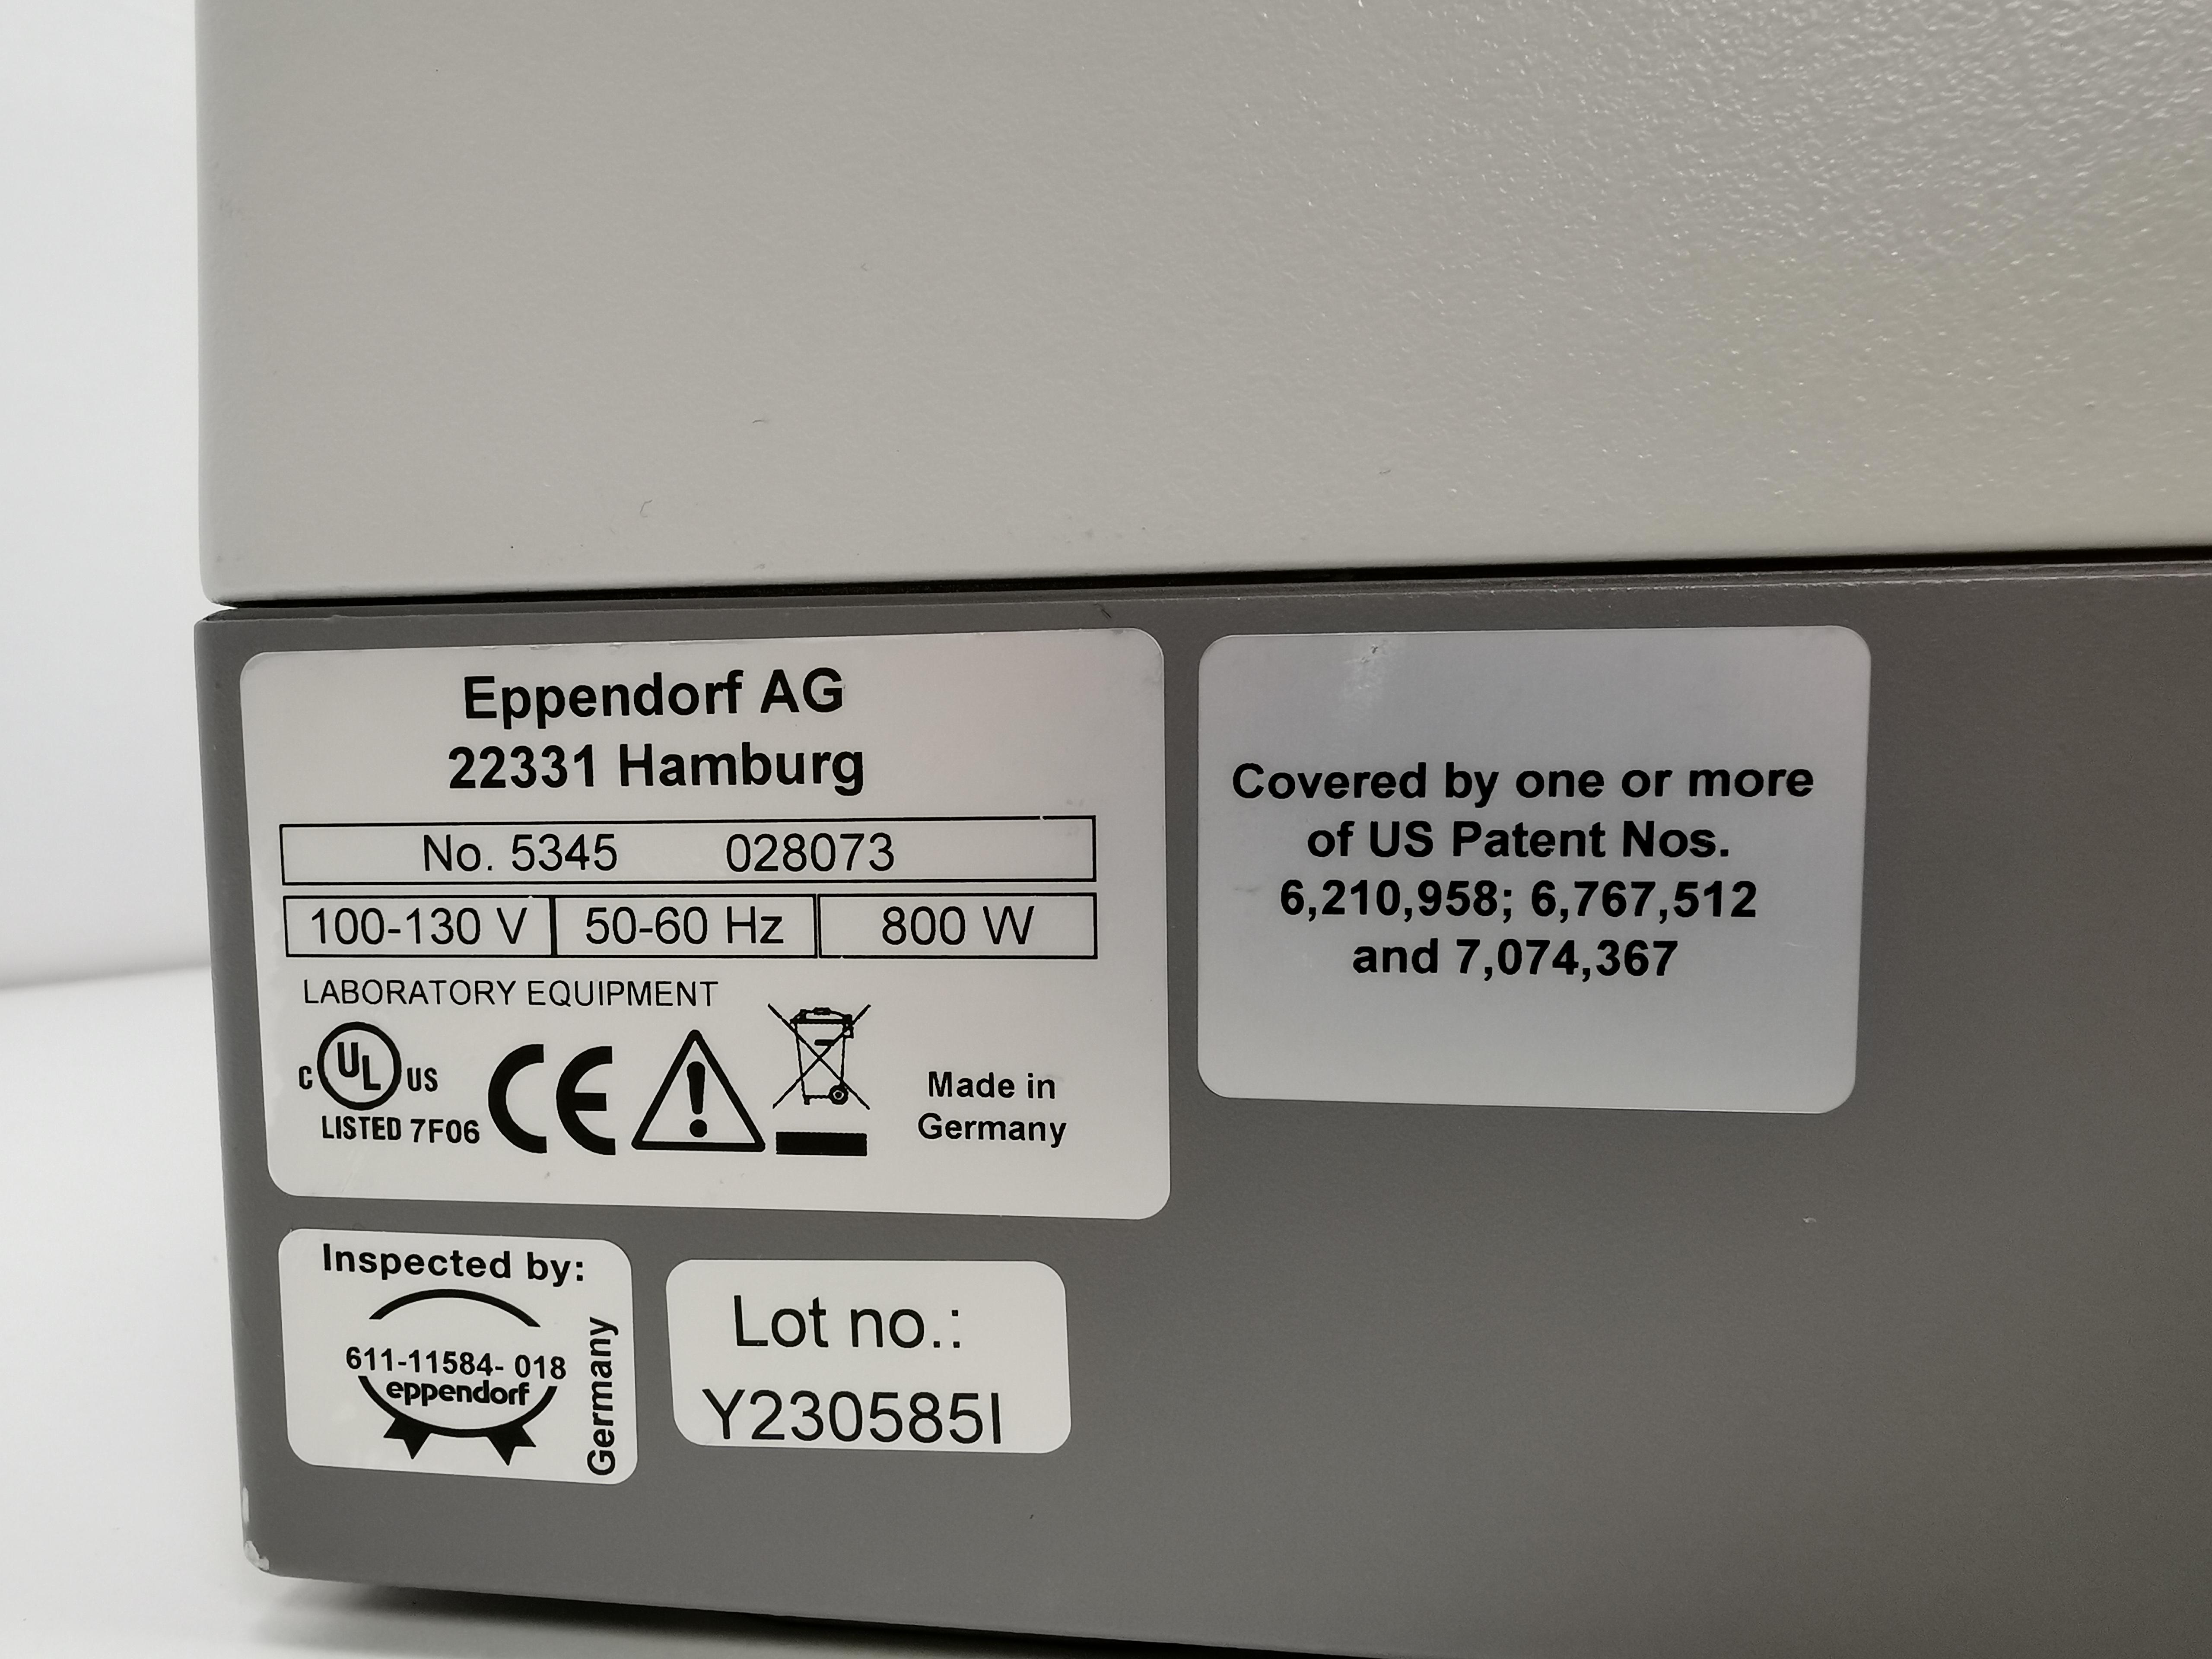 Eppendorf AG
22331 Hamburg
No. 5345 028073
100-130 V 50-60 Hz 800 W
LABORATORY EQUIPMENT
C UL US
LISTED 7F06
CE
Made in
Germany
Covered by one or more
of US Patent Nos.
6,210,958; 6,767,512
and 7,074,367
Inspected by:
611-11584- 018
eppendorf
Germany
Lot no.:
Y230585I